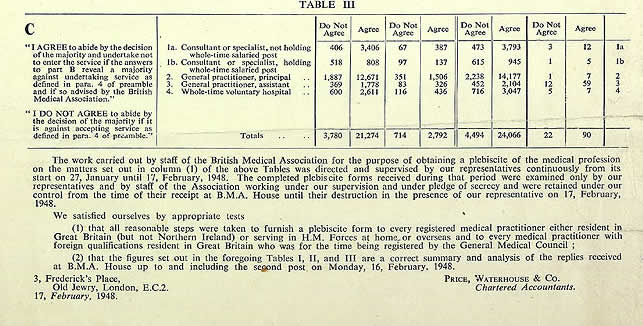 TABLE III
C
Do Not Agree Agree Do Not Agree Agree Do Not Agree Agree Do Not Agree Agree
"I AGREE to abide by the decision of the majority and undertake not to enter the service if the answers to part B reveal a majority against undertaking service as defined in para. 4 of preamble and if so advised by the British Medical Association."
1a. Consultant or specialist, not holding whole-time salaried post 406 3,406 67 387 473 3,793 3 12 1a
1b. Consultant or specialist, holding whole-time salaried post 518 808 97 137 615 945 1 5 1b
2. General practitioner, principal .. .. 1,887 12,671 351 1,506 2,238 14,177 1 7 2
3. General practitioner, assistant .. 369 1,778 83 326 452 2,104 12 59 3
4. Whole-time voluntary hospital .. .. 600 2,611 116 436 716 3,047 5 7 4
"I DO NOT AGREE to abide by the decision of the majority if it is against accepting service as defined in para. 4 of preamble."
Totals .. .. 3,780 21,274 714 2,792 4,494 24,066 22 90
The work carried out by staff of the British Medical Association for the purpose of obtaining a plebiscite of the medical profession
on the matters set out in column (1) of the above Tables was directed and supervised by our representatives continuously from its
start on 27, January until 17, February, 1948. The completed plebiscite forms received during that period were examined only by our
representatives and by staff of the Association working under our supervision and under pledge of secrecy and were retained under our
control from the time of their receipt at B.M.A. House until their destruction in the presence of our representative on 17, February,
1948.
We satisfied ourselves by appropriate tests
(1) that all reasonable steps were taken to furnish a plebiscite form to every registered medical practitioner either resident in
Great Britain (but not Northern Ireland) or serving in H.M. Forces at home or overseas and to every medical practitioner with
foreign qualifications resident in Great Britain who was for the time being registered by the General Medical Council ;
(2) that the figures set out in the foregoing Tables I, II, and III are a correct summary and analysis of the replies received
at B.M.A. House up to and including the second post on Monday, 16, February, 1948.
3, Frederick's Place,
Old Jewry, London, E.C.2.
17, February, 1948.
PRICE, WATERHOUSE & CO.
Chartered Accountants.